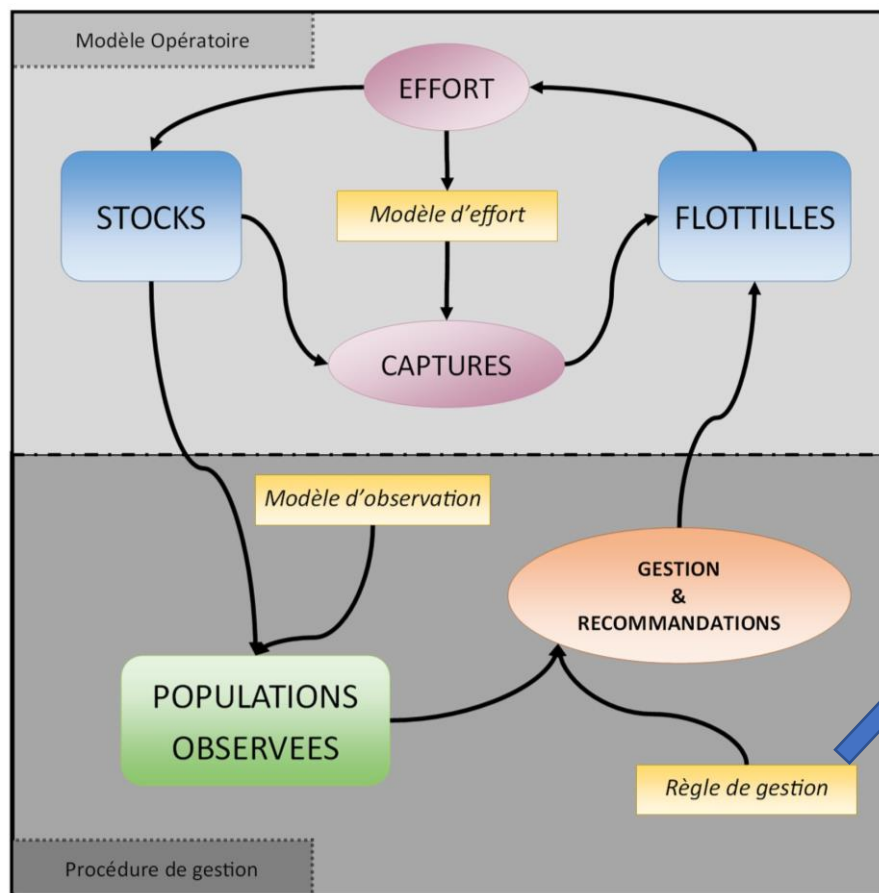 Modèle Opératoire
EFFORT
STOCKS
Modèle d'effort
FLOTTILLES
CAPTURES
Modèle d'observation
GESTION
&
RECOMMANDATIONS
POPULATIONS
OBSERVEES
Règle de gestion
Procédure de gestion